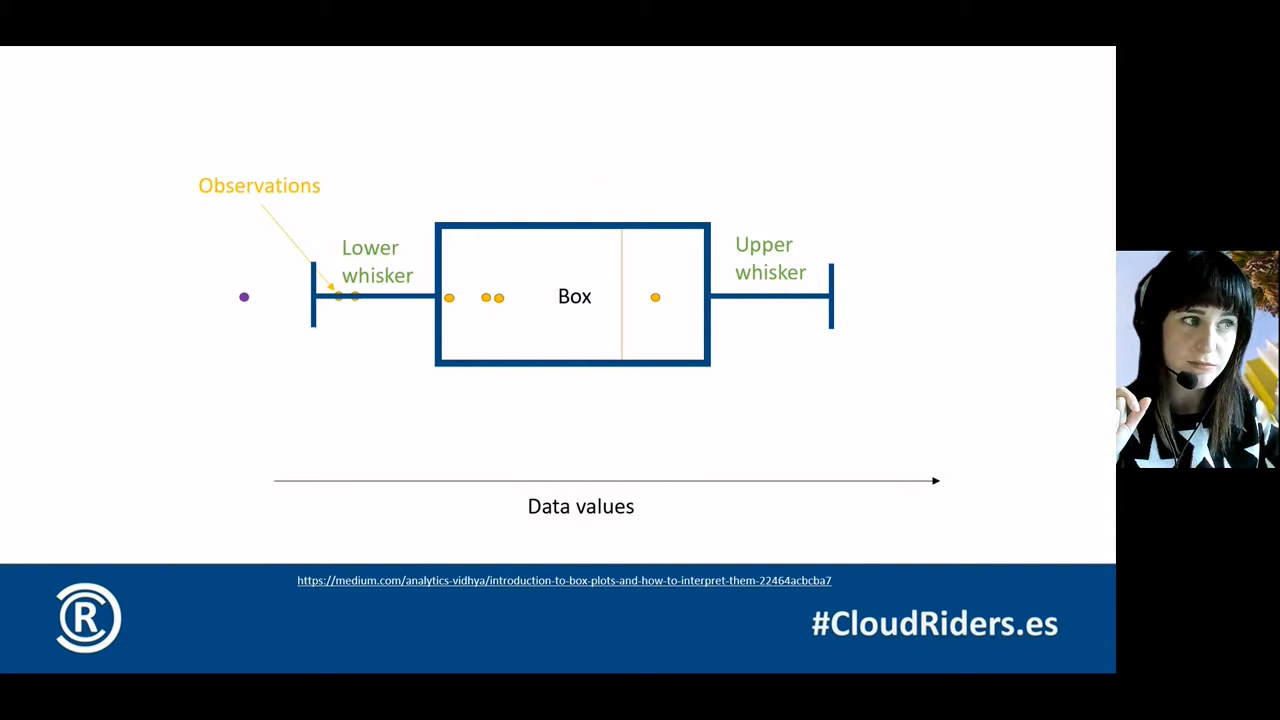 Observations
Lower
whisker
Upper
whisker
Box
Data values
https://medium.com/analytics-vidhya/introduction-to-box-plots-and-how-to-interpret-them-22464acbcba7
R
#CloudRiders.es